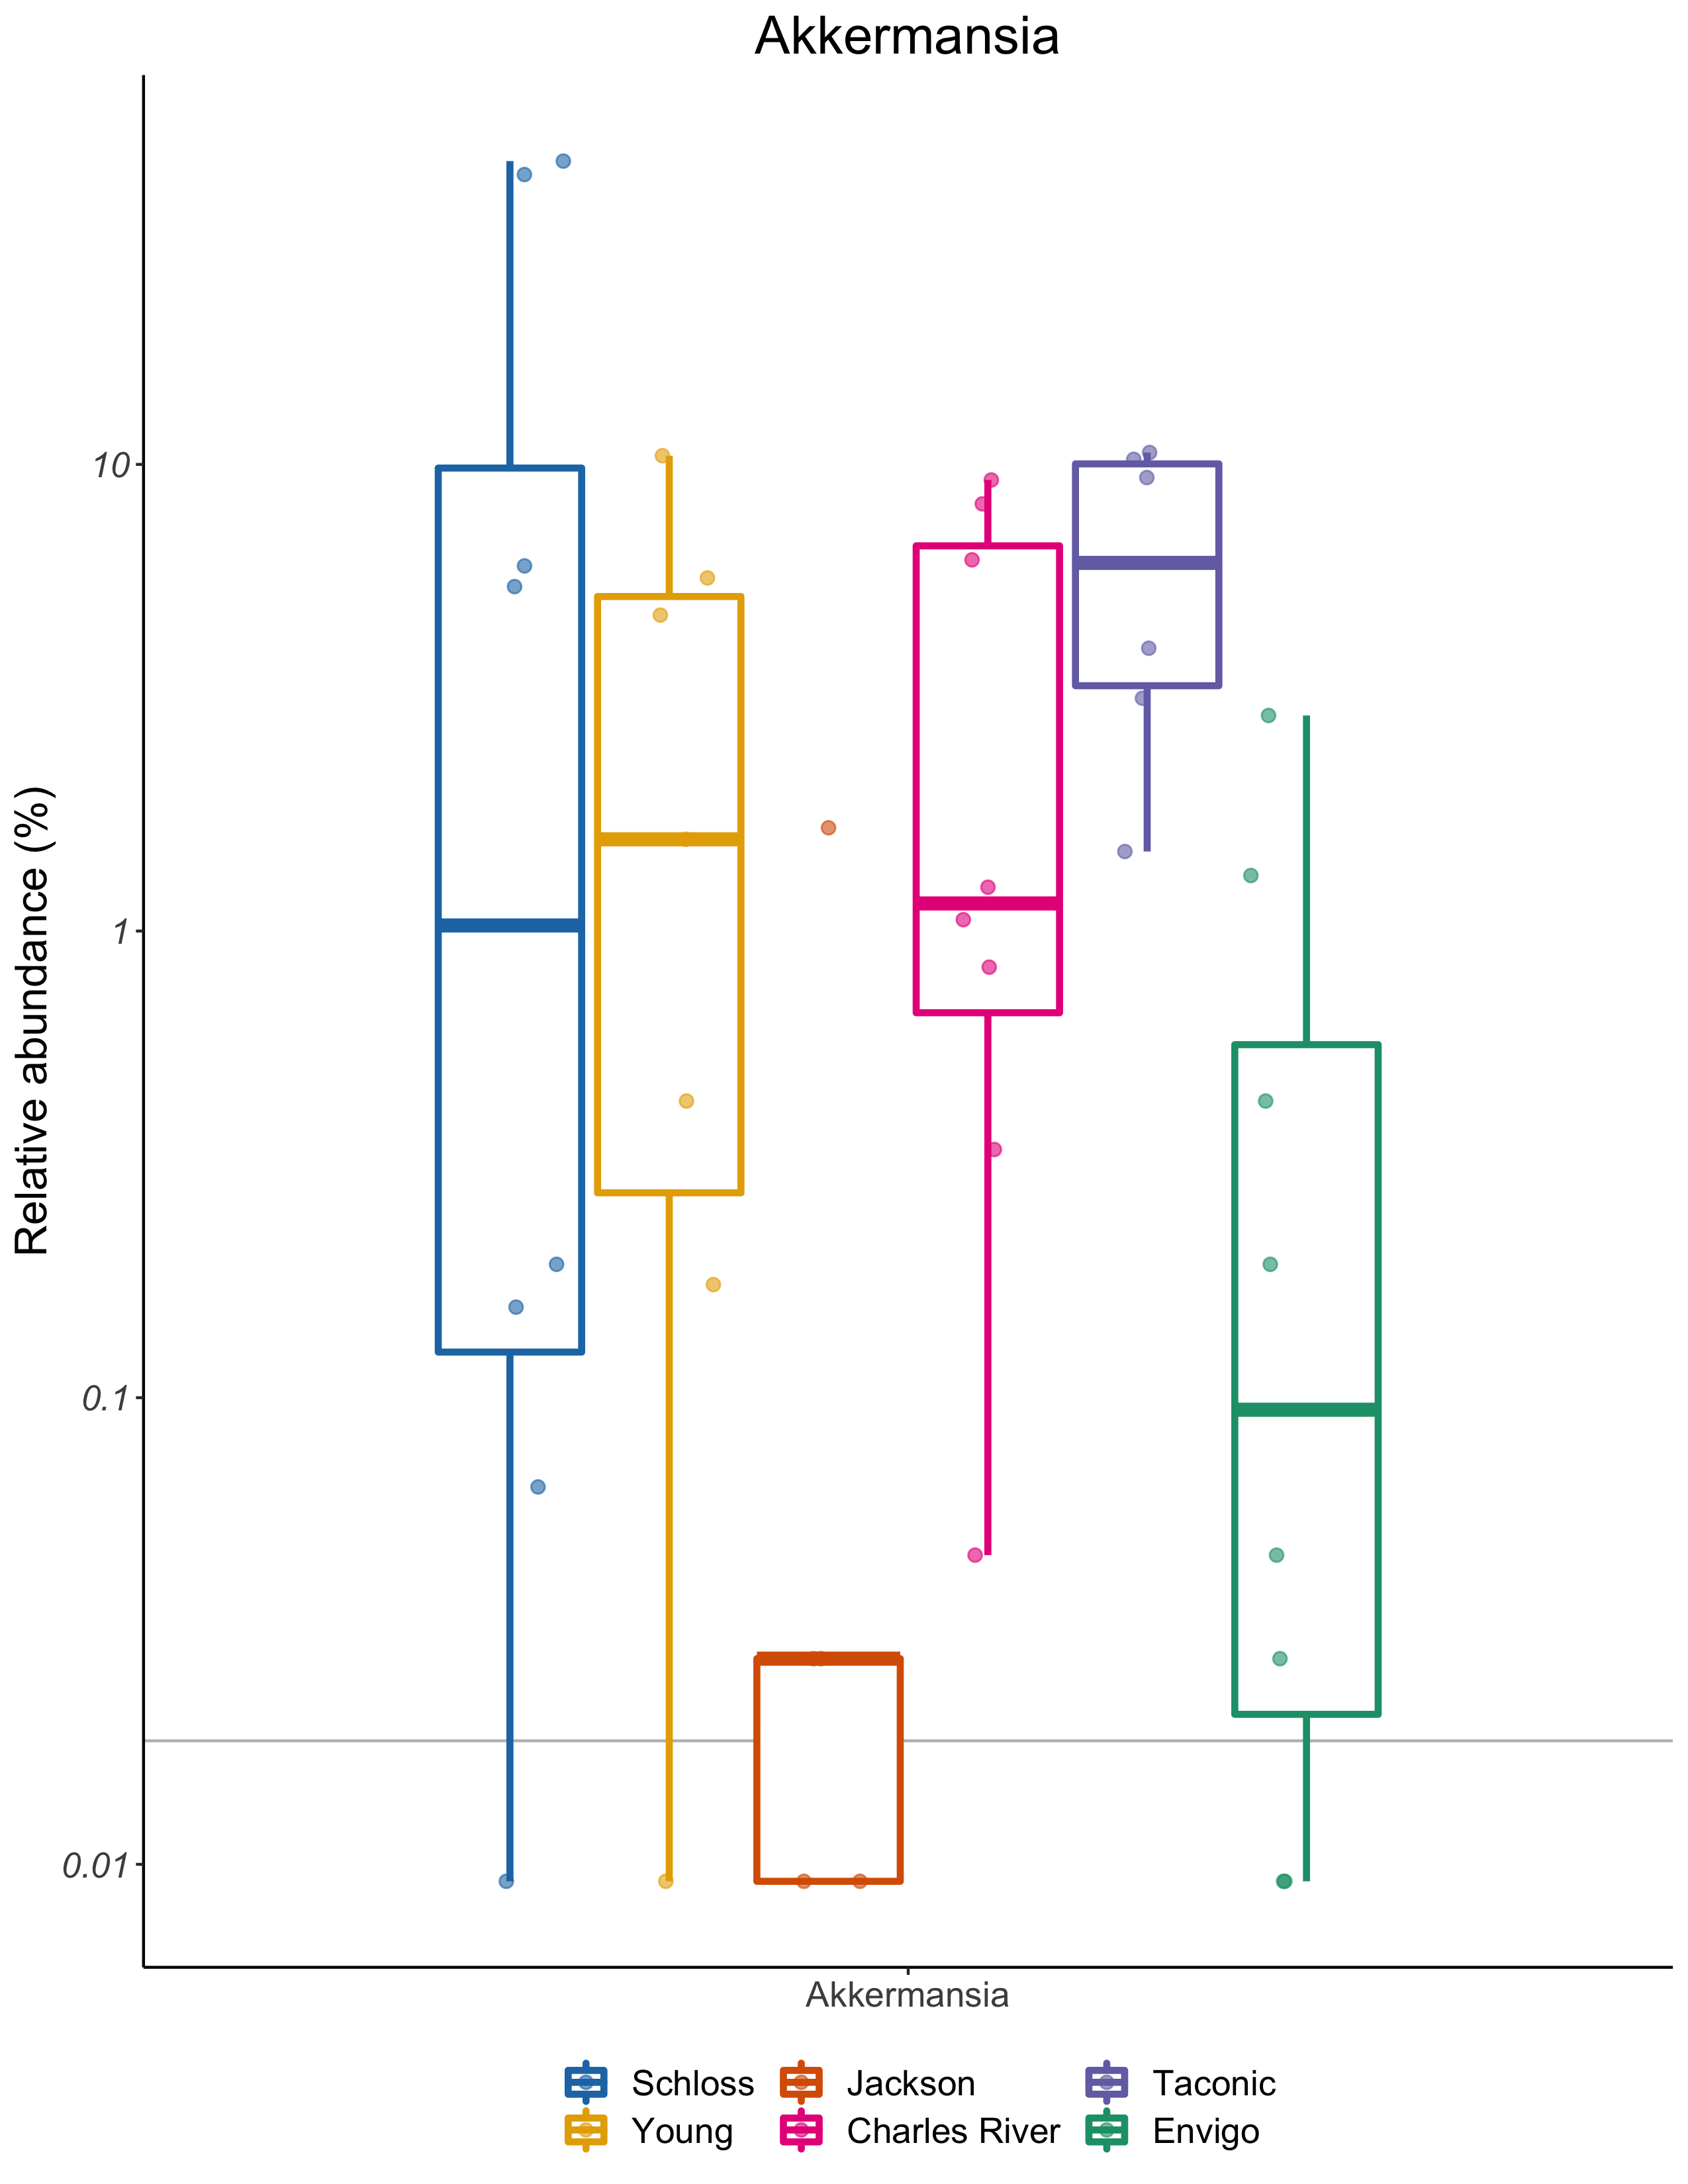 Akkermansia
Relative abundance (%)
10
1
0.1
0.01
Akkermansia
Schloss Jackson Taconic
Young Charles River Envigo